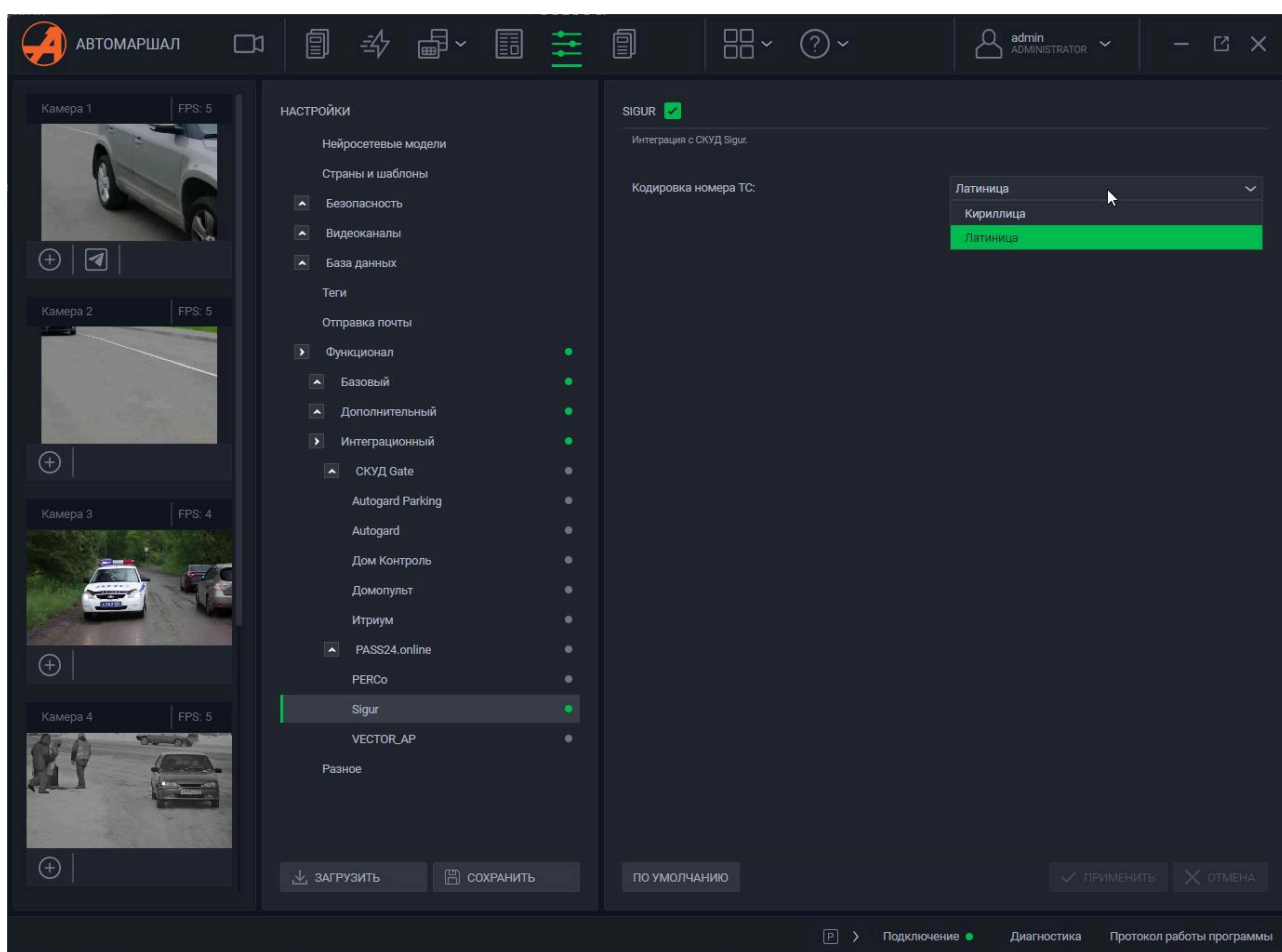 АВТОМАРШАЛ
admin
ADMINISTRATOR
Камера 1 FPS: 5
Камера 2 FPS: 5
Камера 3 FPS: 4
Камера 4 FPS: 5
НАСТРОЙКИ
Нейросетевые модели
Страны и шаблоны
Безопасность
Видеоканалы
База данных
Теги
Отправка почты
Функционал
Базовый
Дополнительный
Интеграционный
СКУД Gate
Autogard Parking
Autogard
Дом Контроль
Домопульт
Итриум
PASS24.online
PERCo
Sigur
VECTOR_AP
Разное
ЗАГРУЗИТЬ СОХРАНИТЬ
SIGUR
Интеграция с СКУД Sigur.
Кодировка номера ТС: Латиница
Кириллица
Латиница
ПО УМОЛЧАНИЮ ПРИМЕНИТЬ ОТМЕНА
P Подключение Диагностика Протокол работы программы